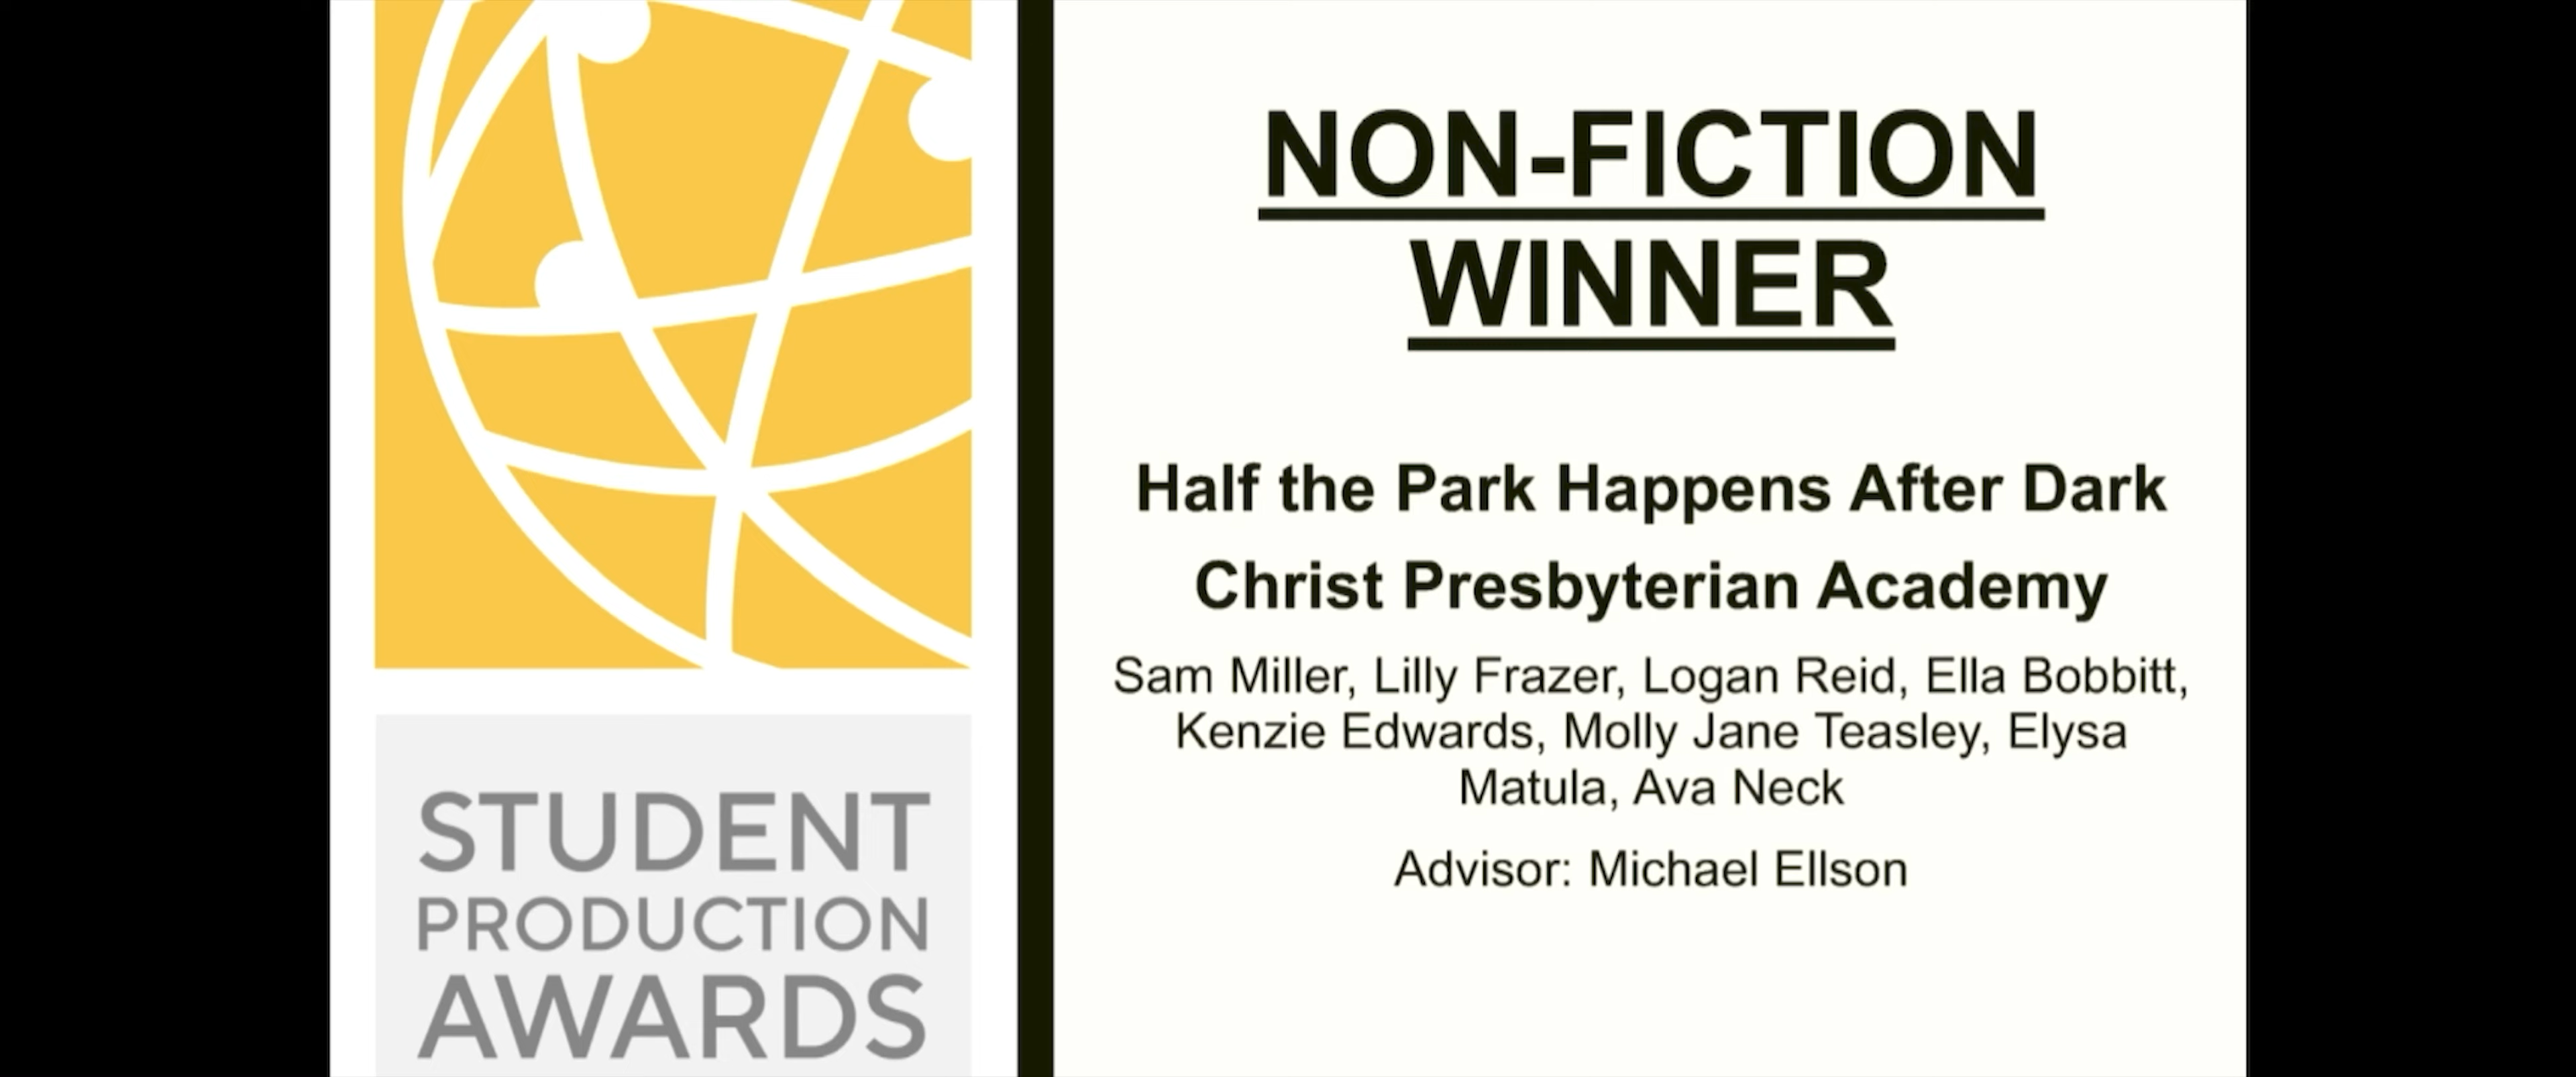 STUDENT
PRODUCTION
AWARDS
NON-FICTION
WINNER
Half the Park Happens After Dark
Christ Presbyterian Academy
Sam Miller, Lilly Frazer, Logan Reid, Ella Bobbitt,
Kenzie Edwards, Molly Jane Teasley, Elysa
Matula, Ava Neck
Advisor: Michael Ellson